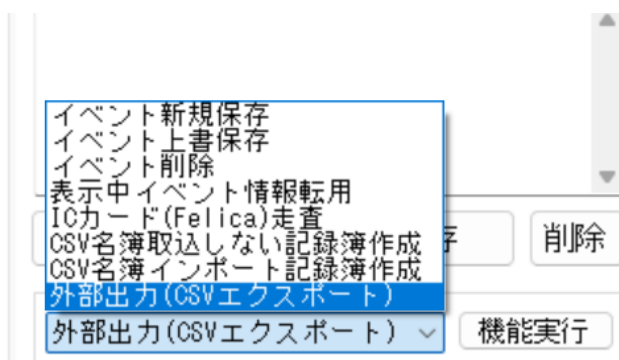 イベント新規保存
イベント上書保存
イベント削除
表示中イベント情報転用
ICカード(Felica)走査
CSV名簿取込しない記録簿作成
CSV名簿インポート記録簿作成
外部出力(CSVエクスポート)
存
削除
外部出力(CSVエクスポート)
機能実行